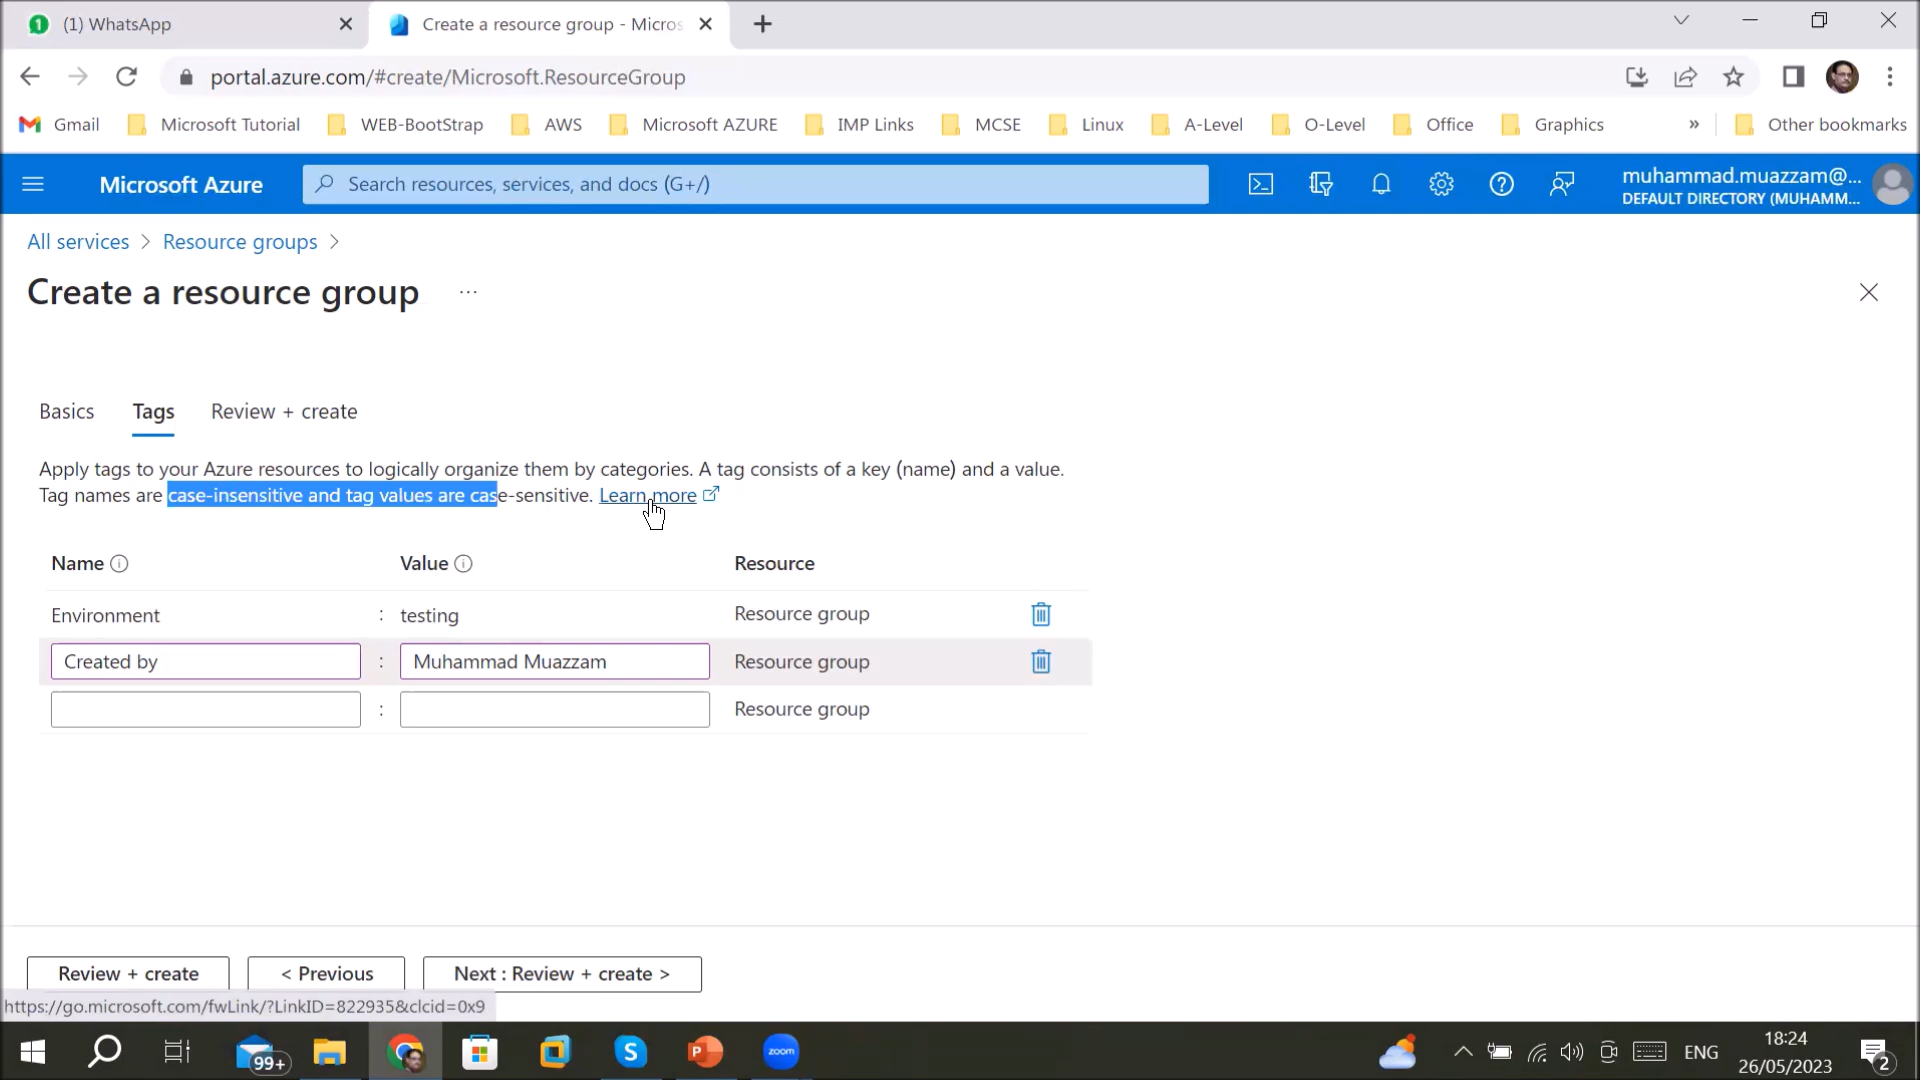 1
(1) WhatsApp
Create a resource group - Micros
portal.azure.com/#create/Microsoft.ResourceGroup
Gmail
Microsoft Tutorial
WEB-BootStrap
AWS
Microsoft AZURE
IMP Links
MCSE
Linux
A-Level
O-Level
Office
Graphics
»
Other bookmarks
Microsoft Azure
Search resources, services, and docs (G+/)
muhammad.muazzam@...
DEFAULT DIRECTORY (MUHAMM...
All services > Resource groups >
Create a resource group ...
Basics
Tags
Review + create
Apply tags to your Azure resources to logically organize them by categories. A tag consists of a key (name) and a value.
Tag names are case-insensitive and tag values are case-sensitive. Learn more
Name
Value
Resource
Environment : testing Resource group
Created by : Muhammad Muazzam Resource group
: Resource group
Review + create
< Previous
Next : Review + create >
https://go.microsoft.com/fwLink/?LinkID=822935&clcid=0x9
99+
S
P
zoom
ENG
18:24
26/05/2023
2